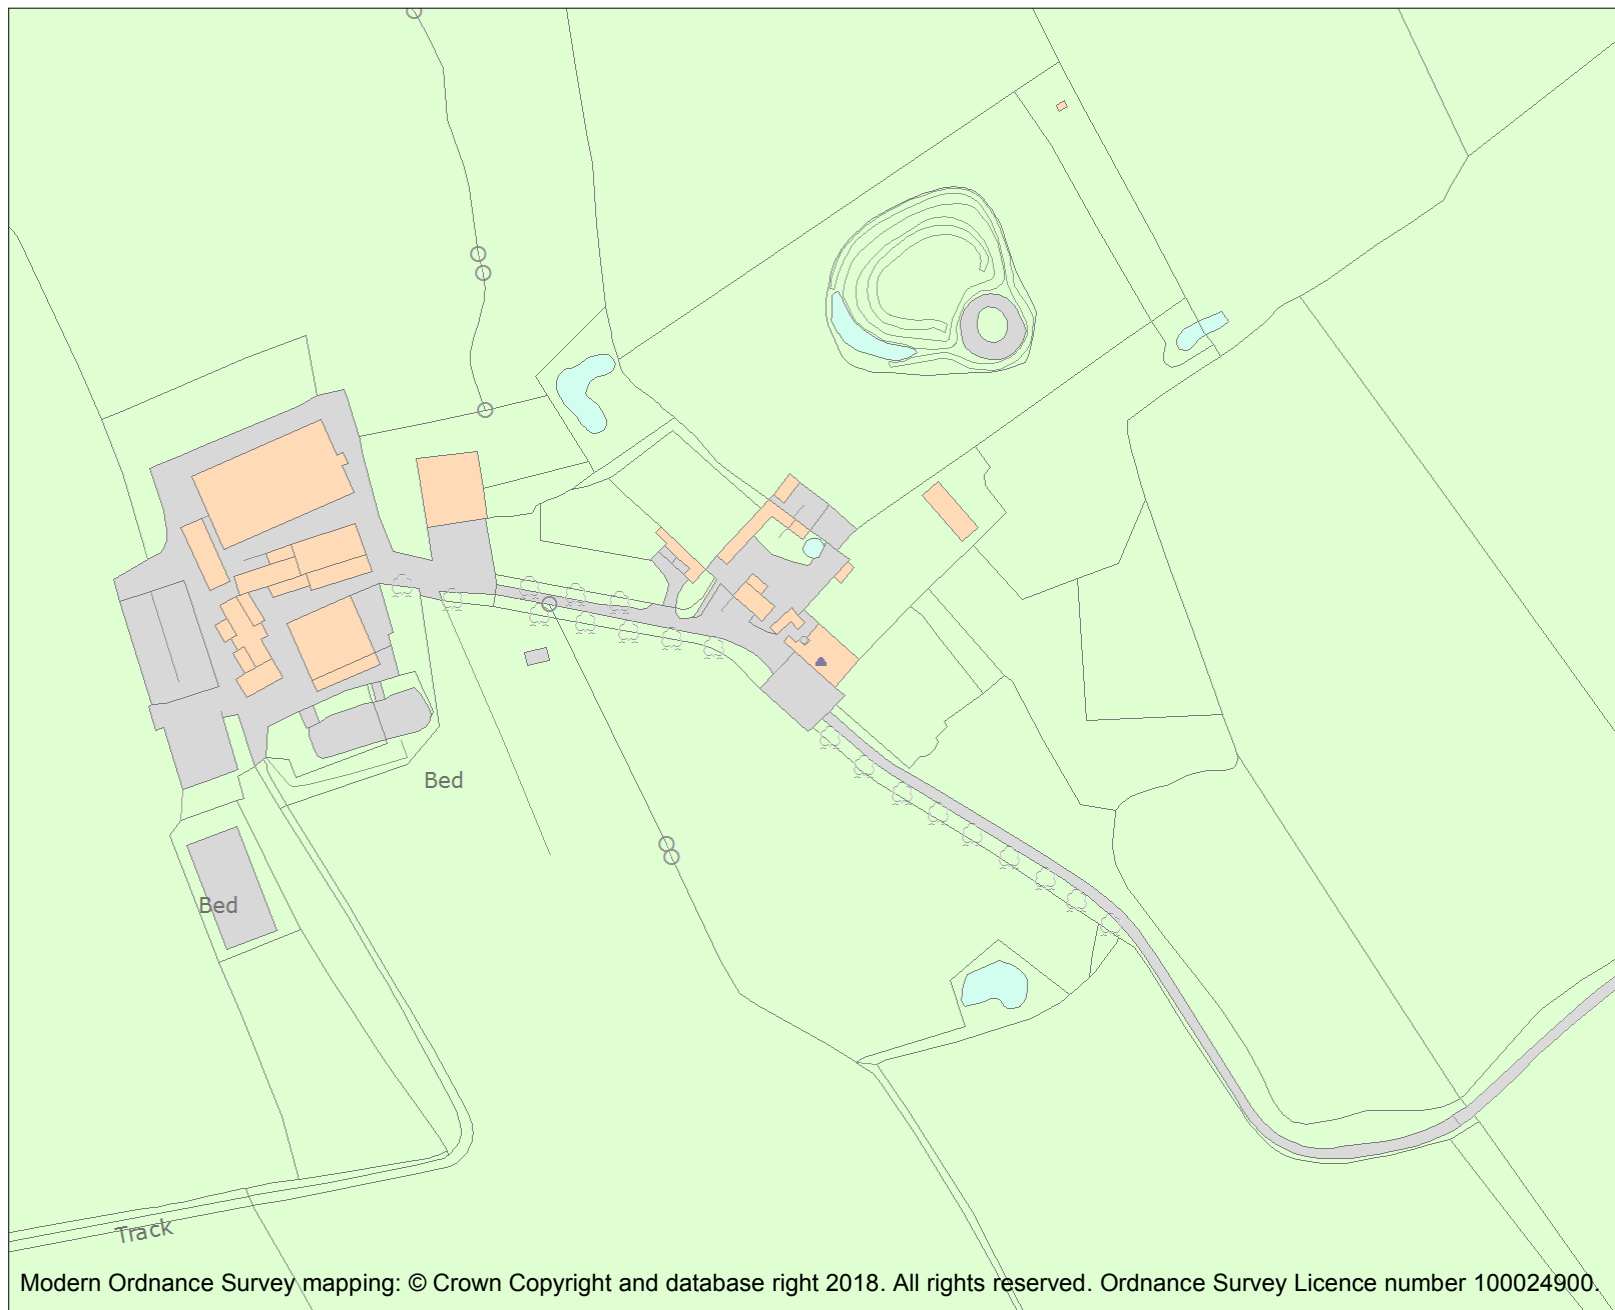 Bed
Bed
Track
Modern Ordnance Survey mapping: © Crown Copyright and database right 2018. All rights reserved. Ordnance Survey Licence number 100024900.